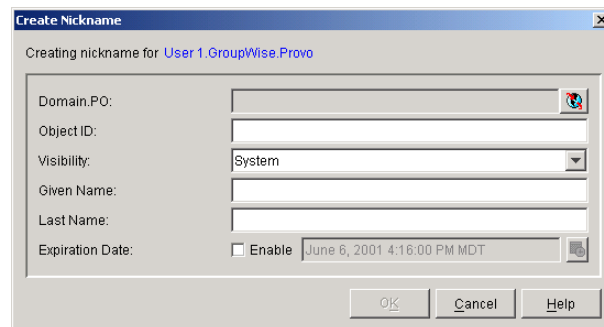 Create Nickname
Creating nickname for User 1.GroupWise.Provo
Domain.PO:
Object ID:
Visibility: System
Given Name:
Last Name:
Expiration Date: Enable June 6, 2001 4:16:00 PM MDT
OK Cancel Help